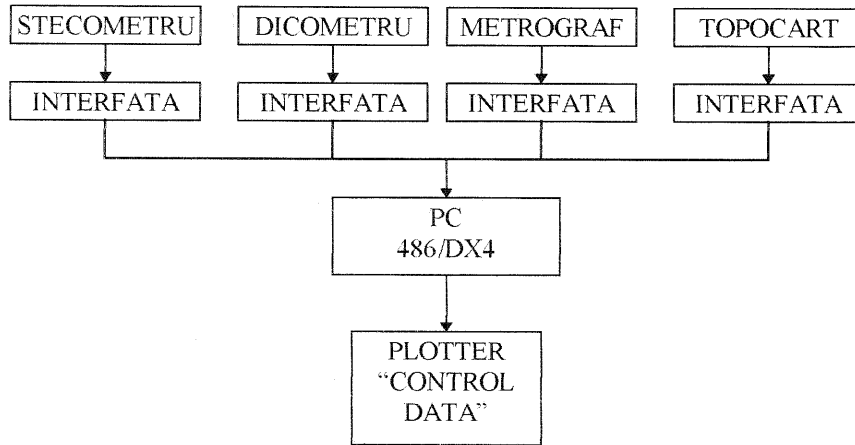 STECOMETRU DICOMETRU METROGRAF TOPOCART
INTERFATA INTERFATA INTERFATA INTERFATA
PC
486/DX4
PLOTTER
“CONTROL
DATA”